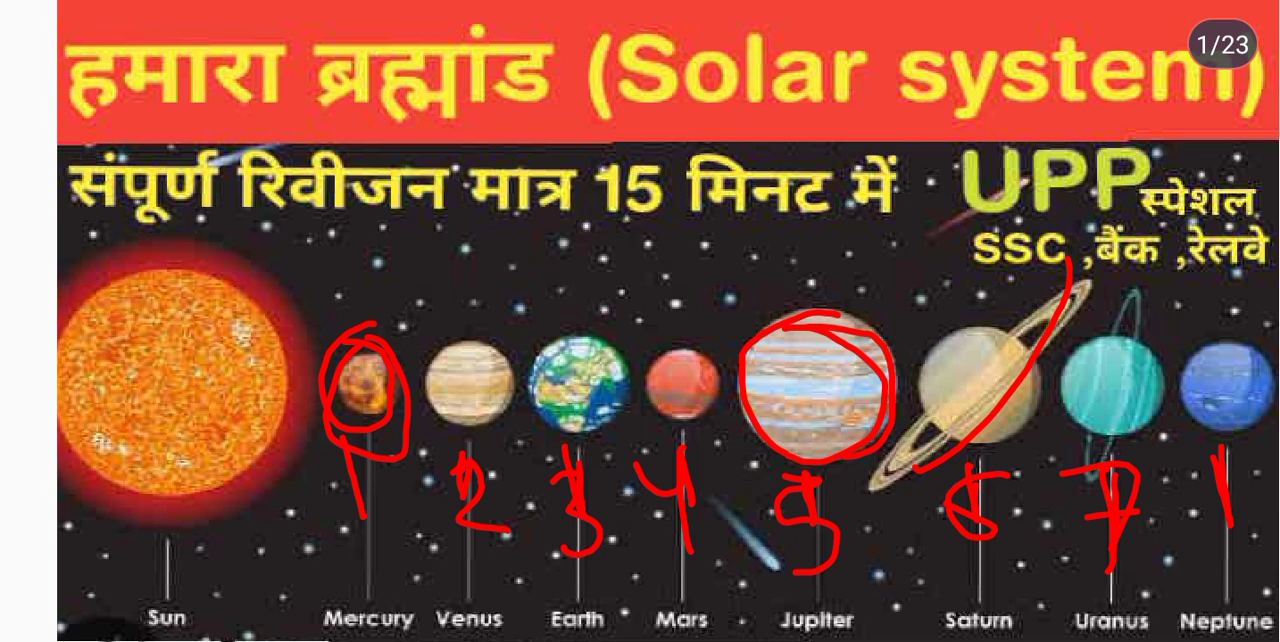 हमारा ब्रह्मांड (Solar system)
1/23
संपूर्ण रिवीजन मात्र 15 मिनट में UPP स्पेशल
SSC ,बैंक ,रेलवे
1 2 3 4 5 6 7 1
Sun Mercury Venus Earth Mars Jupiter Saturn Uranus Neptune